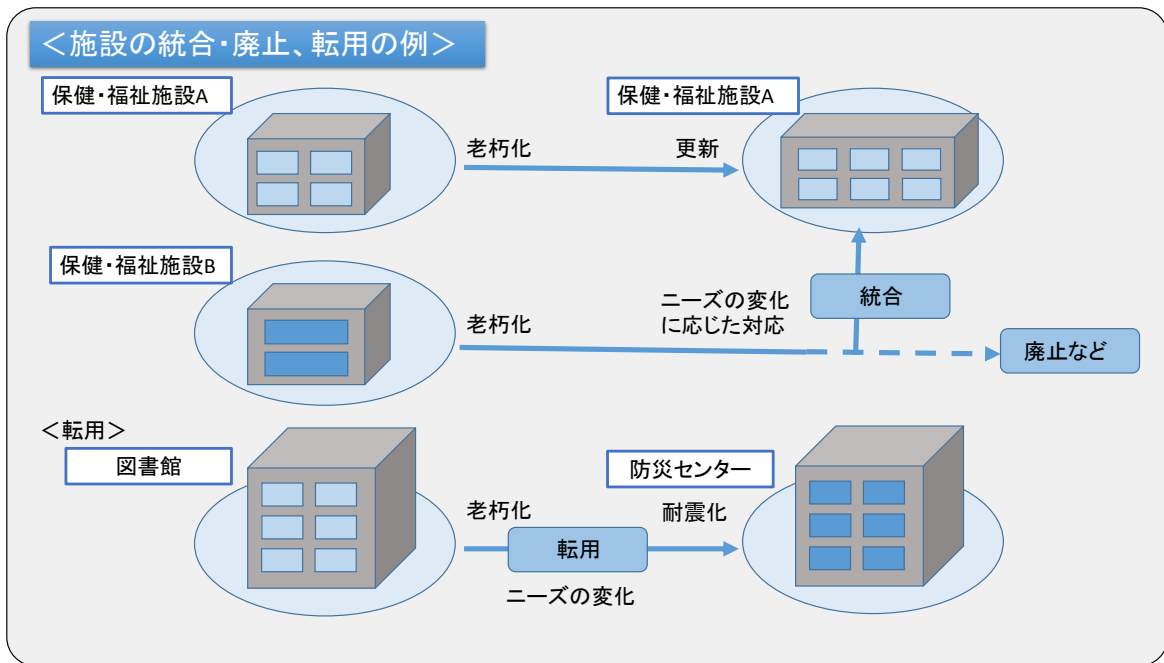 ＜施設の統合・廃止、転用の例＞
保健・福祉施設A
保健・福祉施設A
老朽化
更新
保健・福祉施設B
老朽化
ニーズの変化
に応じた対応
統合
廃止など
＜転用＞
図書館
防災センター
老朽化
耐震化
転用
ニーズの変化